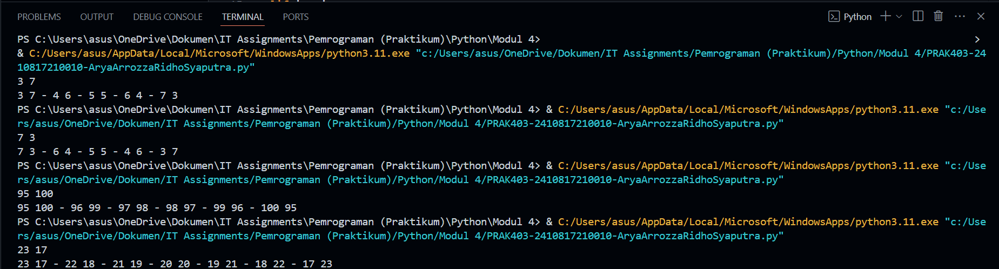 PROBLEMS OUTPUT DEBUG CONSOLE TERMINAL PORTS Python
PS C:\Users\asus\OneDrive\Dokumen\IT Assignments\Pemrograman (Praktikum)\Python\Modul 4> >
& C:/Users/asus/AppData/Local/Microsoft/WindowsApps/python3.11.exe "c:/Users/asus/OneDrive/Dokumen/IT Assignments/Pemrograman (Praktikum)/Python/Modul 4/PRAK403-24
10817210010-AryaArrozzaRidhoSyaputra.py"
3 7
3 7 - 4 6 - 5 5 - 6 4 - 7 3
PS C:\Users\asus\OneDrive\Dokumen\IT Assignments\Pemrograman (Praktikum)\Python\Modul 4> & C:/Users/asus/AppData/Local/Microsoft/WindowsApps/python3.11.exe "c:/Use
rs/asus/OneDrive/Dokumen/IT Assignments/Pemrograman (Praktikum)/Python/Modul 4/PRAK403-2410817210010-AryaArrozzaRidhoSyaputra.py"
7 3
7 3 - 6 4 - 5 5 - 4 6 - 3 7
PS C:\Users\asus\OneDrive\Dokumen\IT Assignments\Pemrograman (Praktikum)\Python\Modul 4> & C:/Users/asus/AppData/Local/Microsoft/WindowsApps/python3.11.exe "c:/Use
rs/asus/OneDrive/Dokumen/IT Assignments/Pemrograman (Praktikum)/Python/Modul 4/PRAK403-2410817210010-AryaArrozzaRidhoSyaputra.py"
95 100
95 100 - 96 99 - 97 98 - 98 97 - 99 96 - 100 95
PS C:\Users\asus\OneDrive\Dokumen\IT Assignments\Pemrograman (Praktikum)\Python\Modul 4> & C:/Users/asus/AppData/Local/Microsoft/WindowsApps/python3.11.exe "c:/Use
rs/asus/OneDrive/Dokumen/IT Assignments/Pemrograman (Praktikum)/Python/Modul 4/PRAK403-2410817210010-AryaArrozzaRidhoSyaputra.py"
23 17
23 17 - 22 18 - 21 19 - 20 20 - 19 21 - 18 22 - 17 23